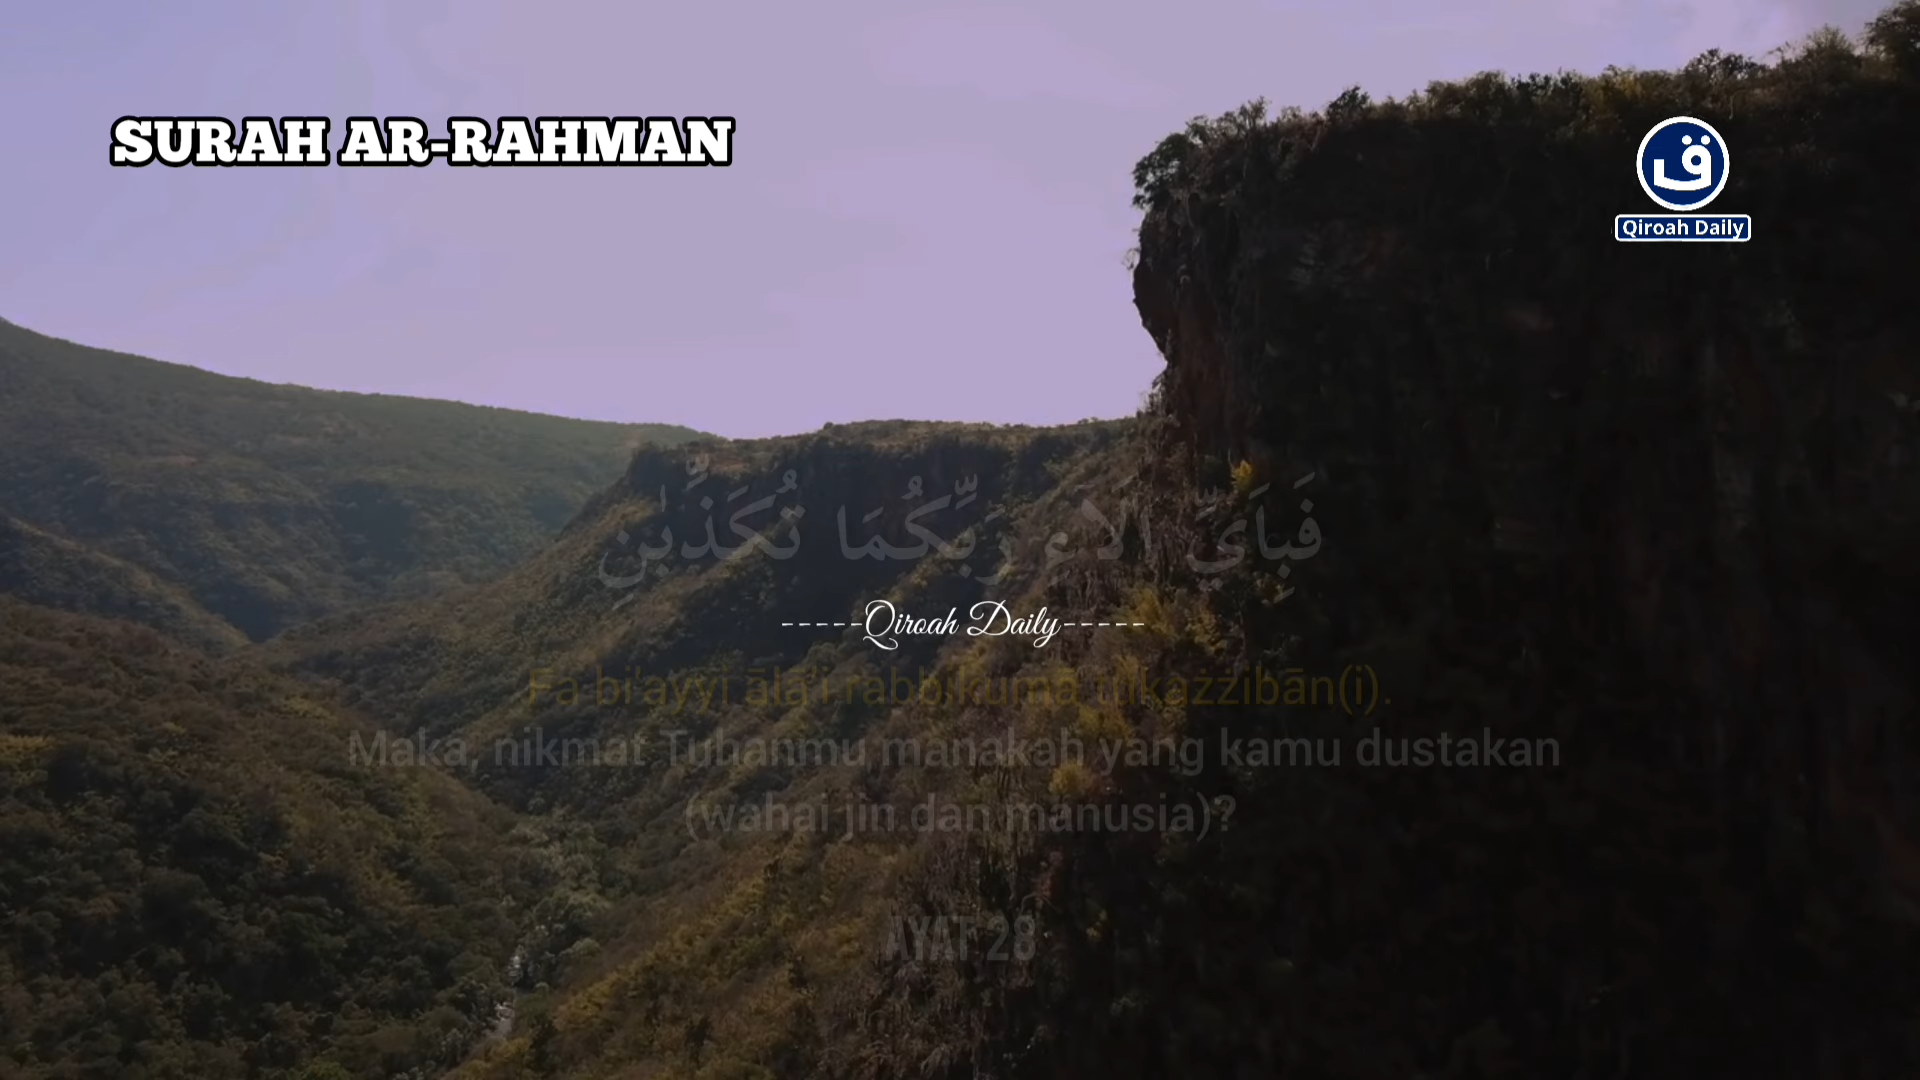 SURAH AR-RAHMAN
ق
Qiroah Daily
فَبِاَيِّ اٰلَاۤءِ رَبِّكُمَا تُكَذِّبٰنِ
-----Qiroah Daily-----
Fa bi'ayyi ālā'i rabbikumā tukażżibān(i).
Maka, nikmat Tuhanmu manakah yang kamu dustakan
(wahai jin dan manusia)?
AYAT 28